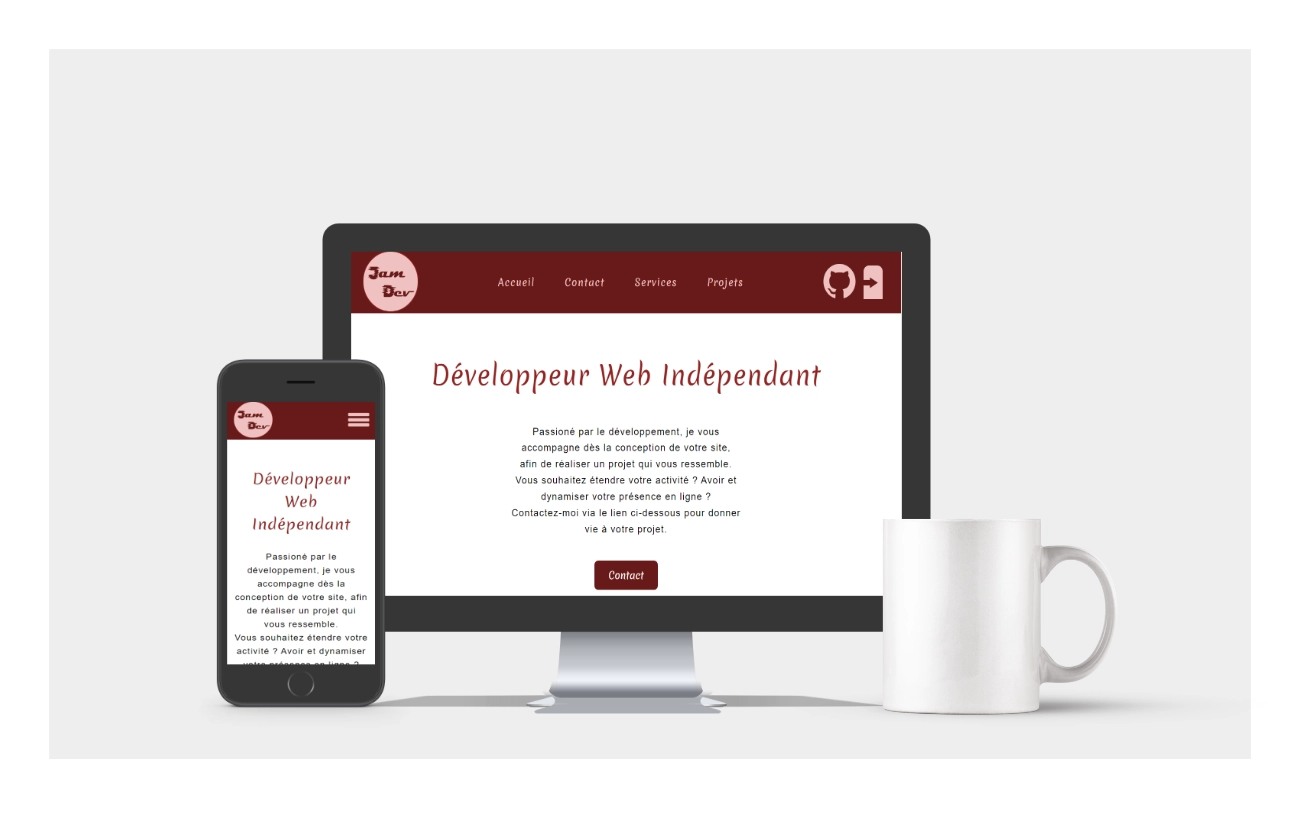 Jam
Dev
Accueil Contact Services Projets
Développeur Web Indépendant
Passioné par le développement, je vous
accompagne dès la conception de votre site,
afin de réaliser un projet qui vous ressemble.
Vous souhaitez étendre votre activité ? Avoir et
dynamiser votre présence en ligne ?
Contactez-moi via le lien ci-dessous pour donner
vie à votre projet.
Contact
Jam
Dev
Développeur
Web
Indépendant
Passioné par le
développement, je vous
accompagne dès la
conception de votre site, afin
de réaliser un projet qui
vous ressemble.
Vous souhaitez étendre votre
activité ? Avoir et dynamiser
votre présence en ligne ?